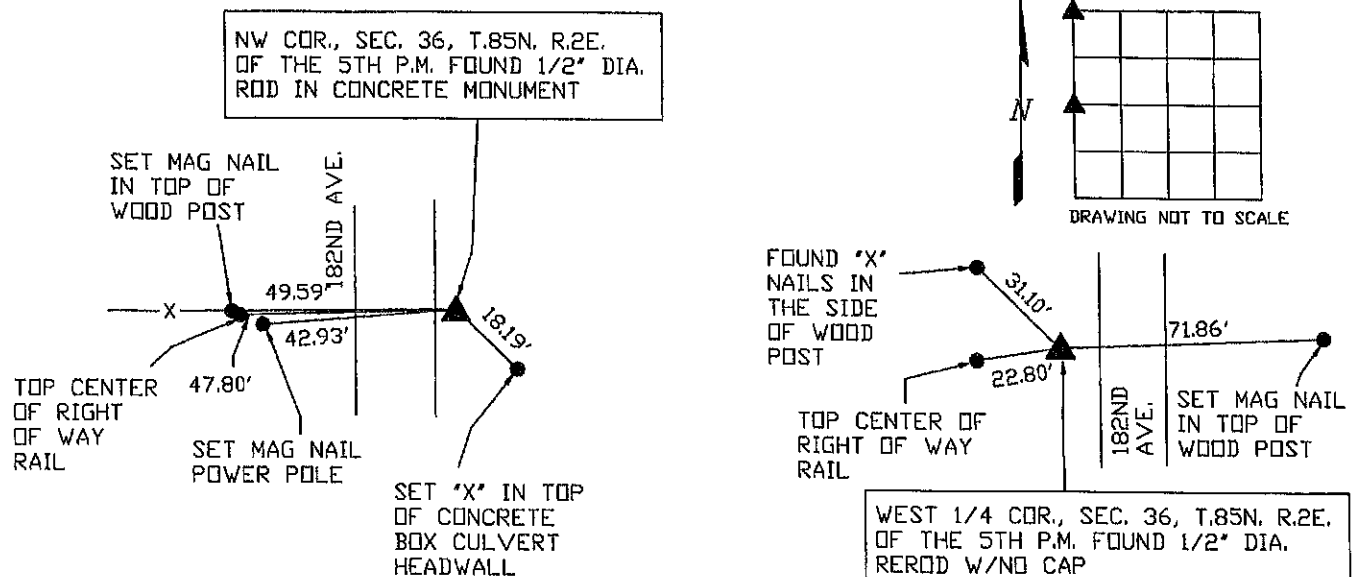 NW COR., SEC. 36, T.85N. R.2E.
OF THE 5TH P.M. FOUND 1/2" DIA.
ROD IN CONCRETE MONUMENT
SET MAG NAIL
IN TOP OF
WOOD POST
182ND AVE.
X
49.59'
42.93'
47.80'
18.19'
TOP CENTER
OF RIGHT
OF WAY
RAIL
SET MAG NAIL
POWER POLE
SET "X" IN TOP
OF CONCRETE
BOX CULVERT
HEADWALL
N
DRAWING NOT TO SCALE
FOUND "X"
NAILS IN
THE SIDE
OF WOOD
POST
31.10'
71.86'
22.80'
TOP CENTER OF
RIGHT OF WAY
RAIL
182ND
AVE.
SET MAG NAIL
IN TOP OF
WOOD POST
WEST 1/4 COR., SEC. 36, T.85N. R.2E.
OF THE 5TH P.M. FOUND 1/2" DIA.
REROD W/NO CAP